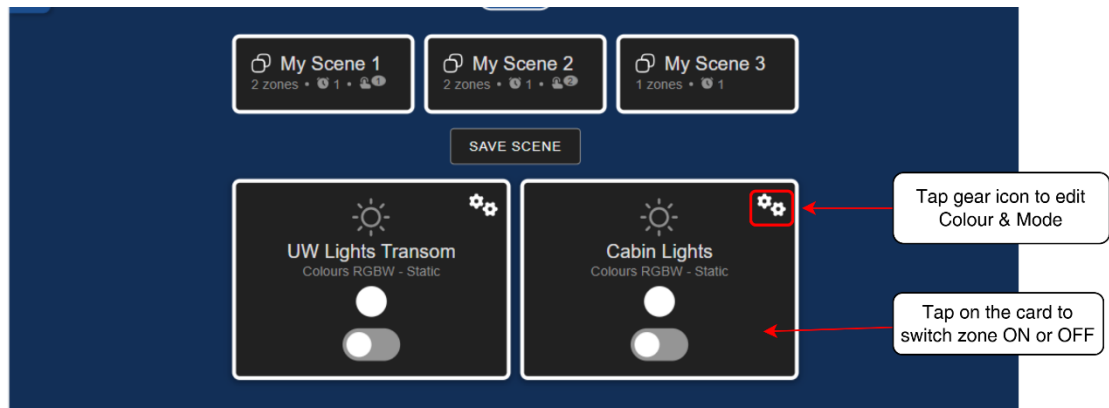 My Scene 1
2 zones • 1 • 1
My Scene 2
2 zones • 1 • 2
My Scene 3
1 zones • 1
SAVE SCENE
UW Lights Transom
Colours RGBW - Static
Cabin Lights
Colours RGBW - Static
Tap gear icon to edit
Colour & Mode
Tap on the card to
switch zone ON or OFF